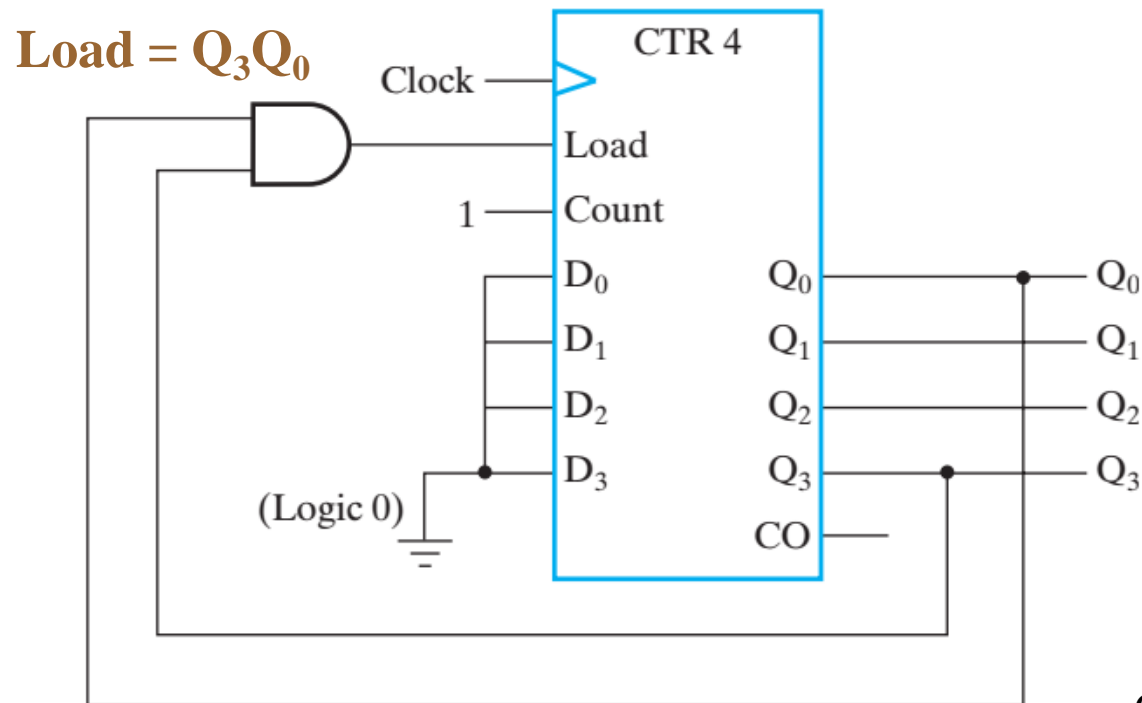 Load = Q₃Q₀
CTR 4
Clock
Load
1
Count
D₀
Q₀
Q₀
D₁
Q₁
Q₁
D₂
Q₂
Q₂
D₃
Q₃
Q₃
(Logic 0)
CO